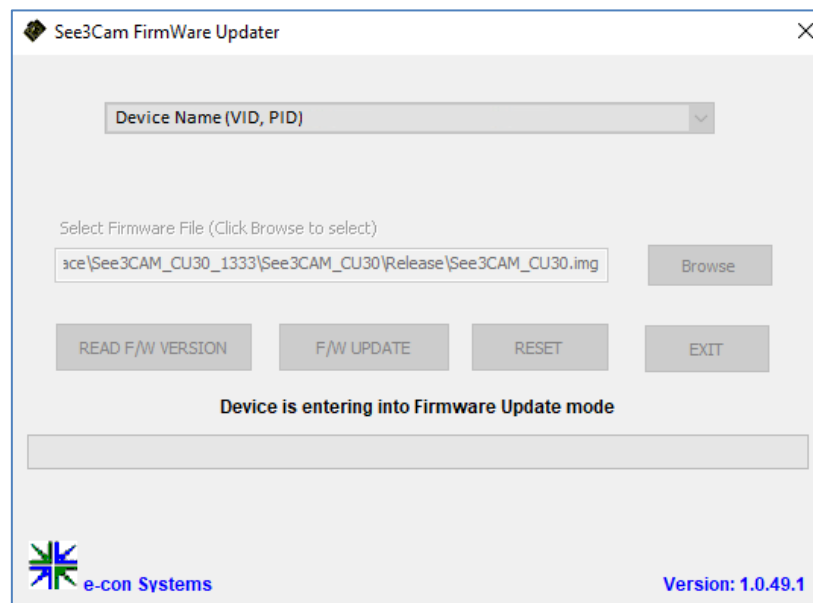 See3Cam FirmWare Updater
Device Name (VID, PID)
Select Firmware File (Click Browse to select)
ace\See3CAM_CU30_1333\See3CAM_CU30\Release\See3CAM_CU30.img
Browse
READ F/W VERSION F/W UPDATE RESET EXIT
Device is entering into Firmware Update mode
e-con Systems Version: 1.0.49.1